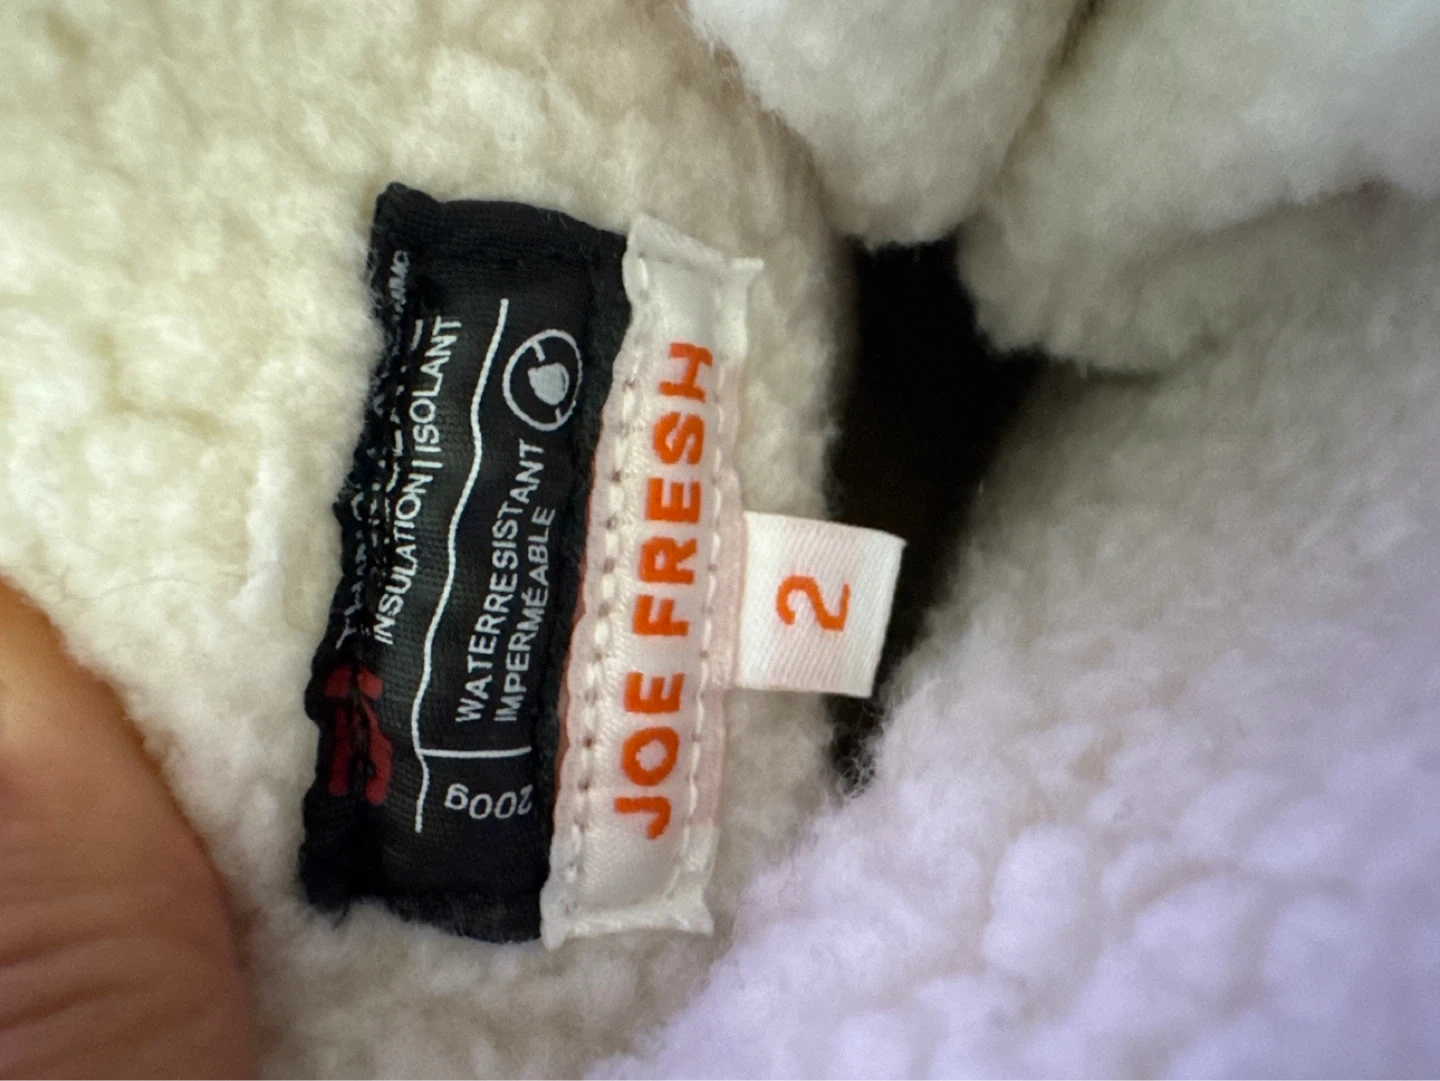 JOE FRESH
2
200g
WATERRESISTANT
IMPERMÉABLE
INSULATION | ISOLANT